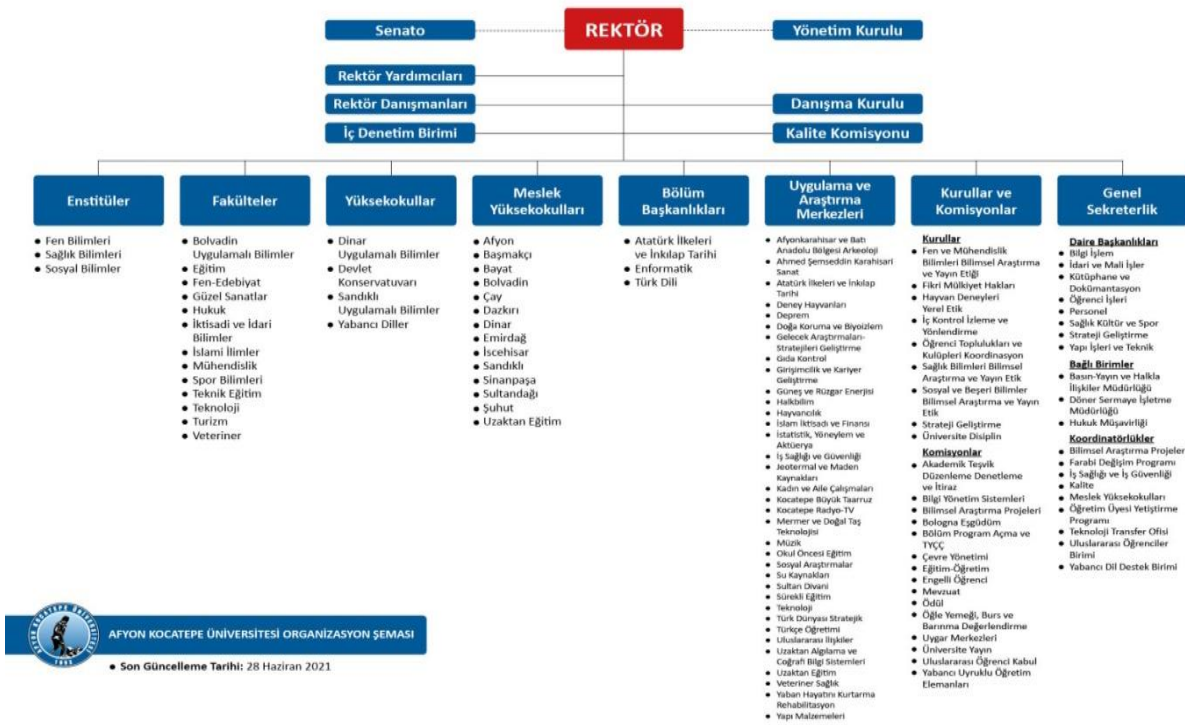 REKTÖR
Senato
Yönetim Kurulu
Rektör Yardımcıları
Rektör Danışmanları
Danışma Kurulu
İç Denetim Birimi
Kalite Komisyonu
Enstitüler
• Fen Bilimleri
• Sağlık Bilimleri
• Sosyal Bilimler
Fakülteler
• Bolvadin
Uygulamalı Bilimler
• Eğitim
• Fen-Edebiyat
• Güzel Sanatlar
• Hukuk
• İktisadi ve İdari
Bilimler
• İslami İlimler
• Mühendislik
• Spor Bilimleri
• Teknik Eğitim
• Teknoloji
• Turizm
• Veteriner
Yüksekokullar
• Dinar
Uygulamalı Bilimler
• Devlet
Konservatuvarı
• Sandıklı
Uygulamalı Bilimler
• Yabancı Diller
Meslek
Yüksekokulları
• Afyon
• Başmakçı
• Bayat
• Bolvadin
• Çay
• Dazkırı
• Dinar
• Emirdağ
• İscehisar
• Sandıklı
• Sinanpaşa
• Sultandağı
• Şuhut
• Uzaktan Eğitim
Bölüm
Başkanlıkları
• Atatürk İlkeleri
ve İnkılap Tarihi
• Enformatik
• Türk Dili
Uygulama ve
Araştırma
Merkezleri
• Afyonkarahisar ve Batı
Anadolu Bölgesi Arkeoloji
• Ahmed Şemseddin Karahisari
Sanat
• Atatürk İlkeleri ve İnkılap
Tarihi
• Deney Hayvanları
• Deprem
• Doğa Koruma ve Biyoizlem
• Gelecek Araştırmaları-
Stratejileri Geliştirme
• Gıda Kontrol
• Girişimcilik ve Kariyer
Geliştirme
• Güneş ve Rüzgar Enerjisi
• Halkbilim
• Hayvancılık
• İslam İktisadı ve Finansı
• İstatistik, Yöneylem ve
Aktüerya
• İş Sağlığı ve Güvenliği
• Jeotermal ve Maden
Kaynakları
• Kadın ve Aile Çalışmaları
• Kocatepe Büyük Taarruz
• Kocatepe Radyo-TV
• Mermer ve Doğal Taş
Teknolojisi
• Müzik
• Okul Öncesi Eğitim
• Sosyal Araştırmalar
• Su Kaynakları
• Sultan Divani
• Sürekli Eğitim
• Teknoloji
• Türk Dünyası Stratejik
• Türkçe Öğretimi
• Uluslararası İlişkiler
• Uzaktan Algılama ve
Coğrafi Bilgi Sistemleri
• Uzaktan Eğitim
• Veteriner Sağlık
• Yaban Hayatını Kurtarma
Rehabilitasyon
• Yapı Malzemeleri
Kurullar ve
Komisyonlar
Kurullar
• Fen ve Mühendislik
Bilimleri Bilimsel Araştırma
ve Yayın Etiği
• Fikri Mülkiyet Hakları
• Hayvan Deneyleri
Yerel Etik
• İç Kontrol İzleme ve
Yönlendirme
• Öğrenci Toplulukları ve
Kulüpleri Koordinasyon
• Sağlık Bilimleri Bilimsel
Araştırma ve Yayın Etik
• Sosyal ve Beşeri Bilimler
Bilimsel Araştırma ve Yayın
Etik
• Strateji Geliştirme
• Üniversite Disiplin
Komisyonlar
• Akademik Teşvik
Düzenleme Denetleme
ve İtiraz
• Bilgi Yönetim Sistemleri
• Bilimsel Araştırma Projeleri
• Bologna Eşgüdüm
• Bölüm Program Açma ve
TYÇÇ
• Çevre Yönetimi
• Eğitim-Öğretim
• Engelli Öğrenci
• Mevzuat
• Ödül
• Öğle Yemeği, Burs ve
Barınma Değerlendirme
• Uygar Merkezleri
• Üniversite Yayın
• Uluslararası Öğrenci Kabul
• Yabancı Uyruklu Öğretim
Elemanları
Genel
Sekreterlik
Daire Başkanlıkları
• Bilgi İşlem
• İdari ve Mali İşler
• Kütüphane ve
Dokümantasyon
• Öğrenci İşleri
• Personel
• Sağlık Kültür ve Spor
• Strateji Geliştirme
• Yapı İşleri ve Teknik
Bağlı Birimler
• Basın-Yayın ve Halkla
İlişkiler Müdürlüğü
• Döner Sermaye İşletme
Müdürlüğü
• Hukuk Müşavirliği
Koordinatörlükler
• Bilimsel Araştırma Projeler
• Farabi Değişim Programı
• İş Sağlığı ve İş Güvenliği
• Kalite
• Meslek Yüksekokulları
• Öğretim Üyesi Yetiştirme
Programı
• Teknoloji Transfer Ofisi
• Uluslararası Öğrenciler
Birimi
• Yabancı Dil Destek Birimi
AFYON KOCATEPE ÜNİVERSİTESİ
1992
AFYON KOCATEPE ÜNİVERSİTESİ ORGANİZASYON ŞEMASI
• Son Güncelleme Tarihi: 28 Haziran 2021